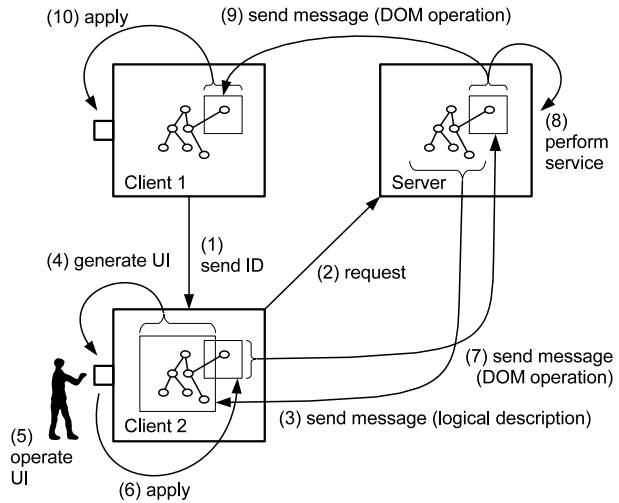 (10) apply
(9) send message (DOM operation)
(8)
perform
service
Client 1
Server
(1)
send ID
(4) generate UI
(2) request
(7) send message
(DOM operation)
(3) send message (logical description)
Client 2
(5)
operate
UI
(6) apply